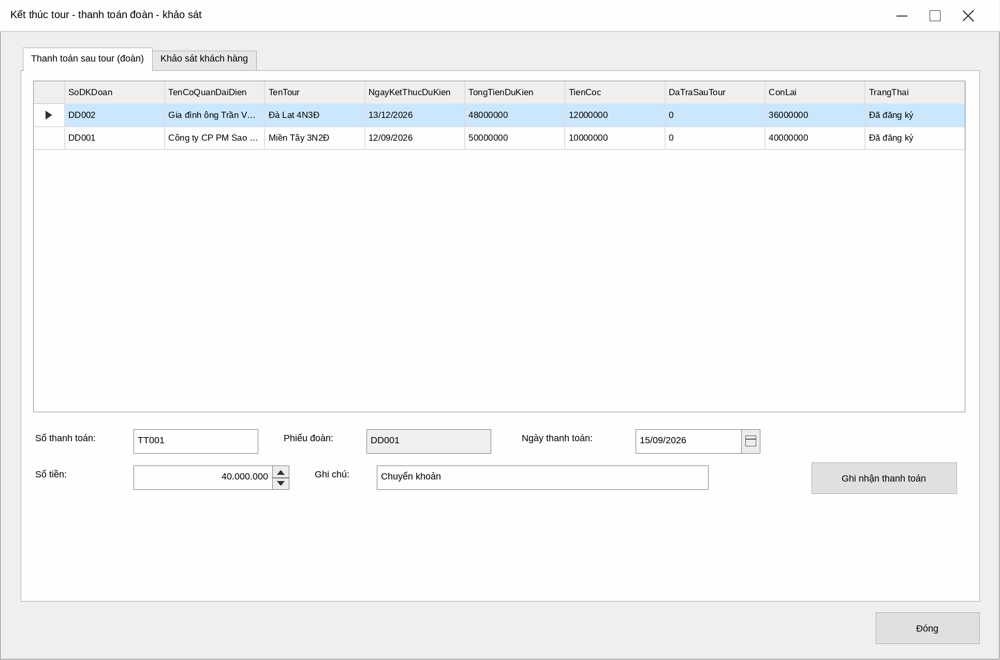 Kết thúc tour - thanh toán đoàn - khảo sát
Thanh toán sau tour (đoàn) Khảo sát khách hàng
SoDKDoan TenCoQuanDaiDien TenTour NgayKetThucDuKien TongTienDuKien TienCoc DaTraSauTour ConLai TrangThai
DD002 Gia đình ông Trần V... Đà Lạt 4N3Đ 13/12/2026 48000000 12000000 0 36000000 Đã đăng ký
DD001 Công ty CP PM Sao ... Miền Tây 3N2Đ 12/09/2026 50000000 10000000 0 40000000 Đã đăng ký
Số thanh toán: TT001 Phiếu đoàn: DD001 Ngày thanh toán: 15/09/2026
Số tiền: 40.000.000 Ghi chú: Chuyển khoản Ghi nhận thanh toán
Đóng